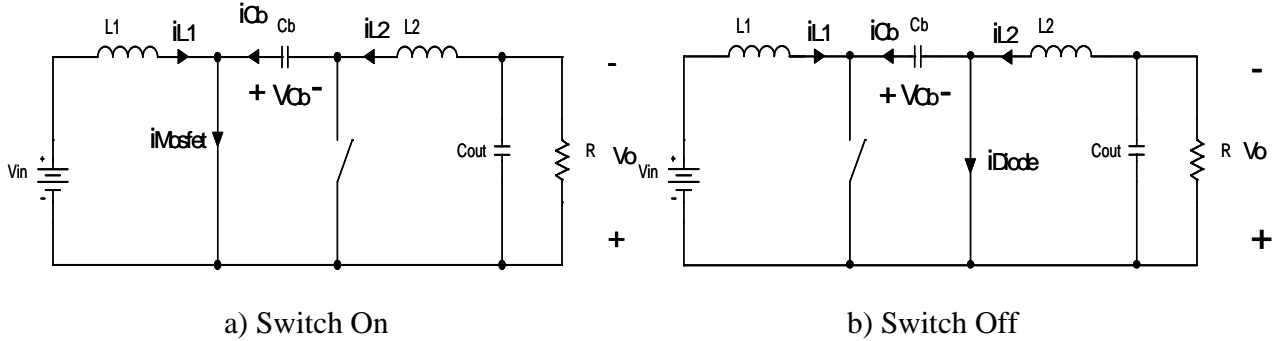 L1
iL1
iCb
Cb
iL2
L2
+ VCb -
-
iMosfet
Vin
+
-
Cout
R
Vo
+
a) Switch On
L1
iL1
iCb
Cb
iL2
L2
+ VCb -
-
iDiode
Vin
+
-
Cout
R
Vo
+
b) Switch Off